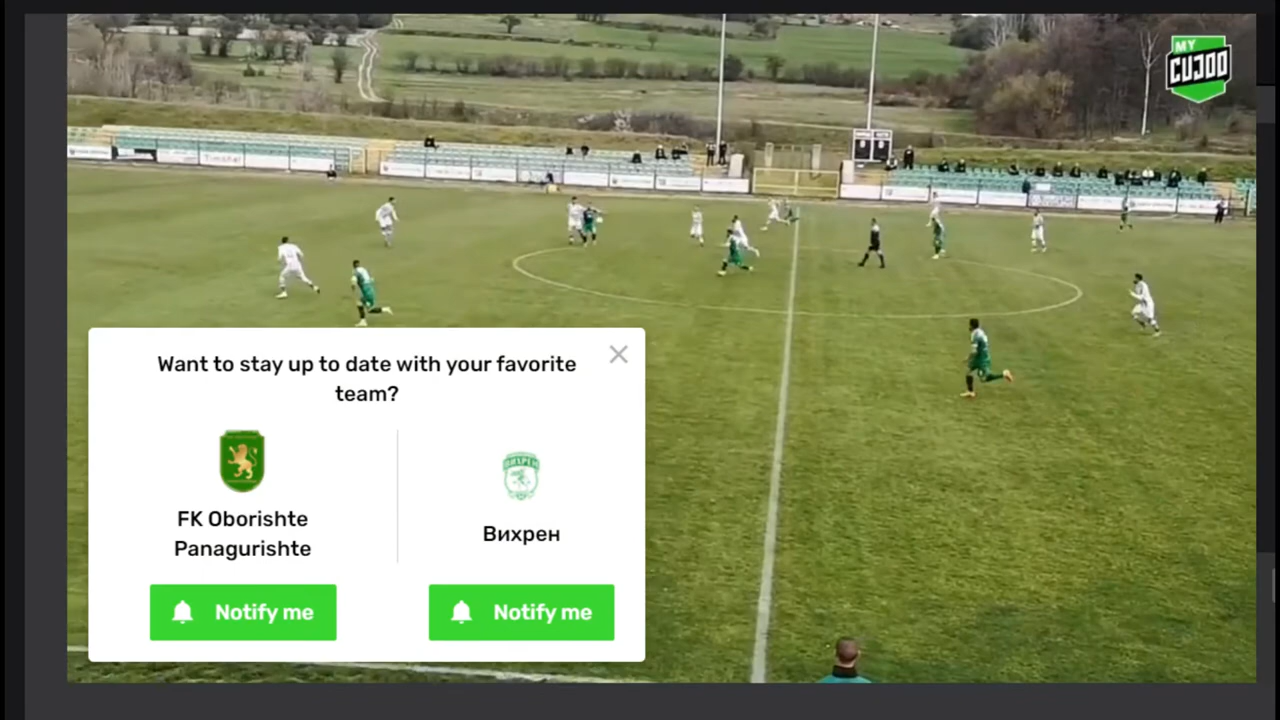 MY
CUJOO
Want to stay up to date with your favorite
team?
ВИХРЕН
FK Oborishte
Panagurishte
Вихрен
Notify me
Notify me